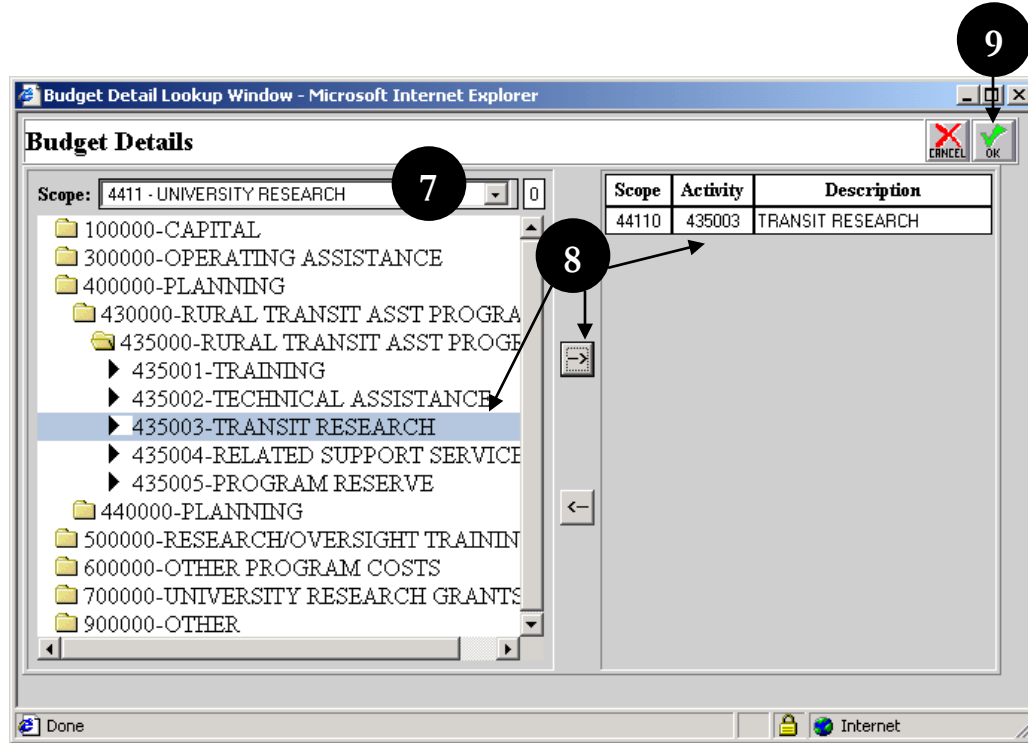 9
Budget Detail Lookup Window - Microsoft Internet Explorer
Budget Details
CANCEL
OK
Scope: 4411 - UNIVERSITY RESEARCH
7
0
100000-CAPITAL
300000-OPERATING ASSISTANCE
400000-PLANNING
430000-RURAL TRANSIT ASST PROGRA
435000-RURAL TRANSIT ASST PROGE
435001-TRAINING
435002-TECHNICAL ASSISTANCE
435003-TRANSIT RESEARCH
435004-RELATED SUPPORT SERVICE
435005-PROGRAM RESERVE
440000-PLANNING
500000-RESEARCH/OVERSIGHT TRAININ
600000-OTHER PROGRAM COSTS
700000-UNIVERSITY RESEARCH GRANTS
900000-OTHER
8
-->
<--
Scope Activity Description
44110 435003 TRANSIT RESEARCH
Done
Internet